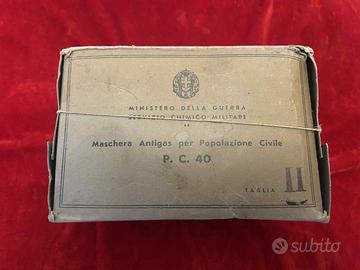 MINISTERO DELLA GUERRA
SERVIZIO CHIMICO MILITARE
Maschera Antigas per Popolazione Civile
P. C. 40
TAGLIA II
subito